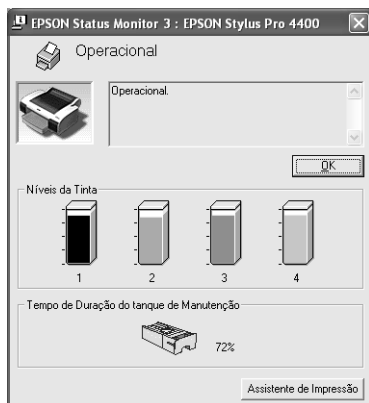 EPSON Status Monitor 3 : EPSON Stylus Pro 4400
Operacional
Operacional.
OK
Níveis da Tinta
1 2 3 4
Tempo de Duração do tanque de Manutenção
72%
Assistente de Impressão